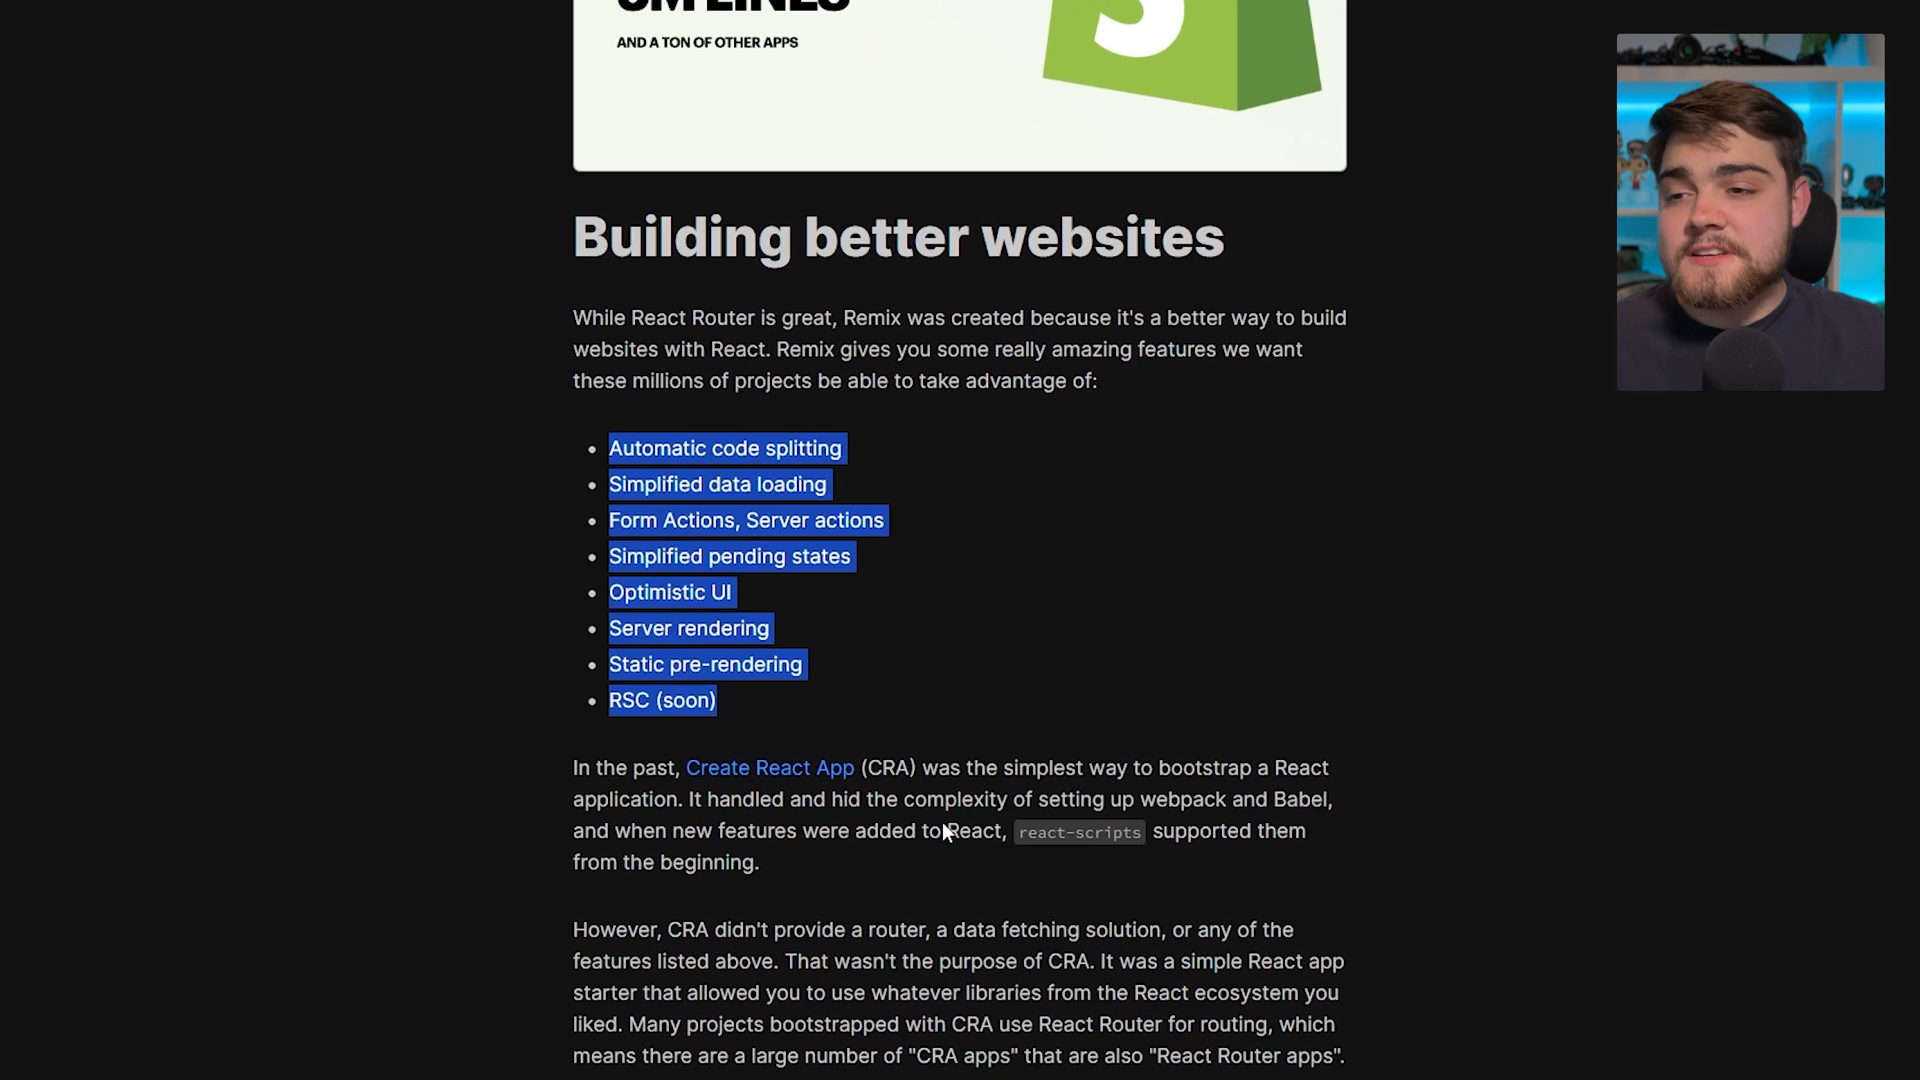 AND A TON OF OTHER APPS
Building better websites
While React Router is great, Remix was created because it's a better way to build
websites with React. Remix gives you some really amazing features we want
these millions of projects be able to take advantage of:
• Automatic code splitting
• Simplified data loading
• Form Actions, Server actions
• Simplified pending states
• Optimistic UI
• Server rendering
• Static pre-rendering
• RSC (soon)
In the past, Create React App (CRA) was the simplest way to bootstrap a React
application. It handled and hid the complexity of setting up webpack and Babel,
and when new features were added to React, react-scripts supported them
from the beginning.
However, CRA didn't provide a router, a data fetching solution, or any of the
features listed above. That wasn't the purpose of CRA. It was a simple React app
starter that allowed you to use whatever libraries from the React ecosystem you
liked. Many projects bootstrapped with CRA use React Router for routing, which
means there are a large number of "CRA apps" that are also "React Router apps".